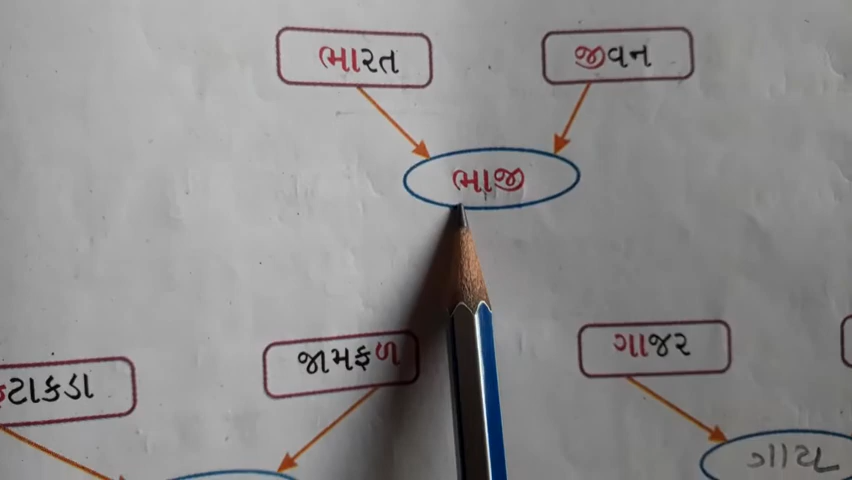 ભારત
જીવન
ભાજી
ટાકડા
જામફળ
ગાજર
ગાય